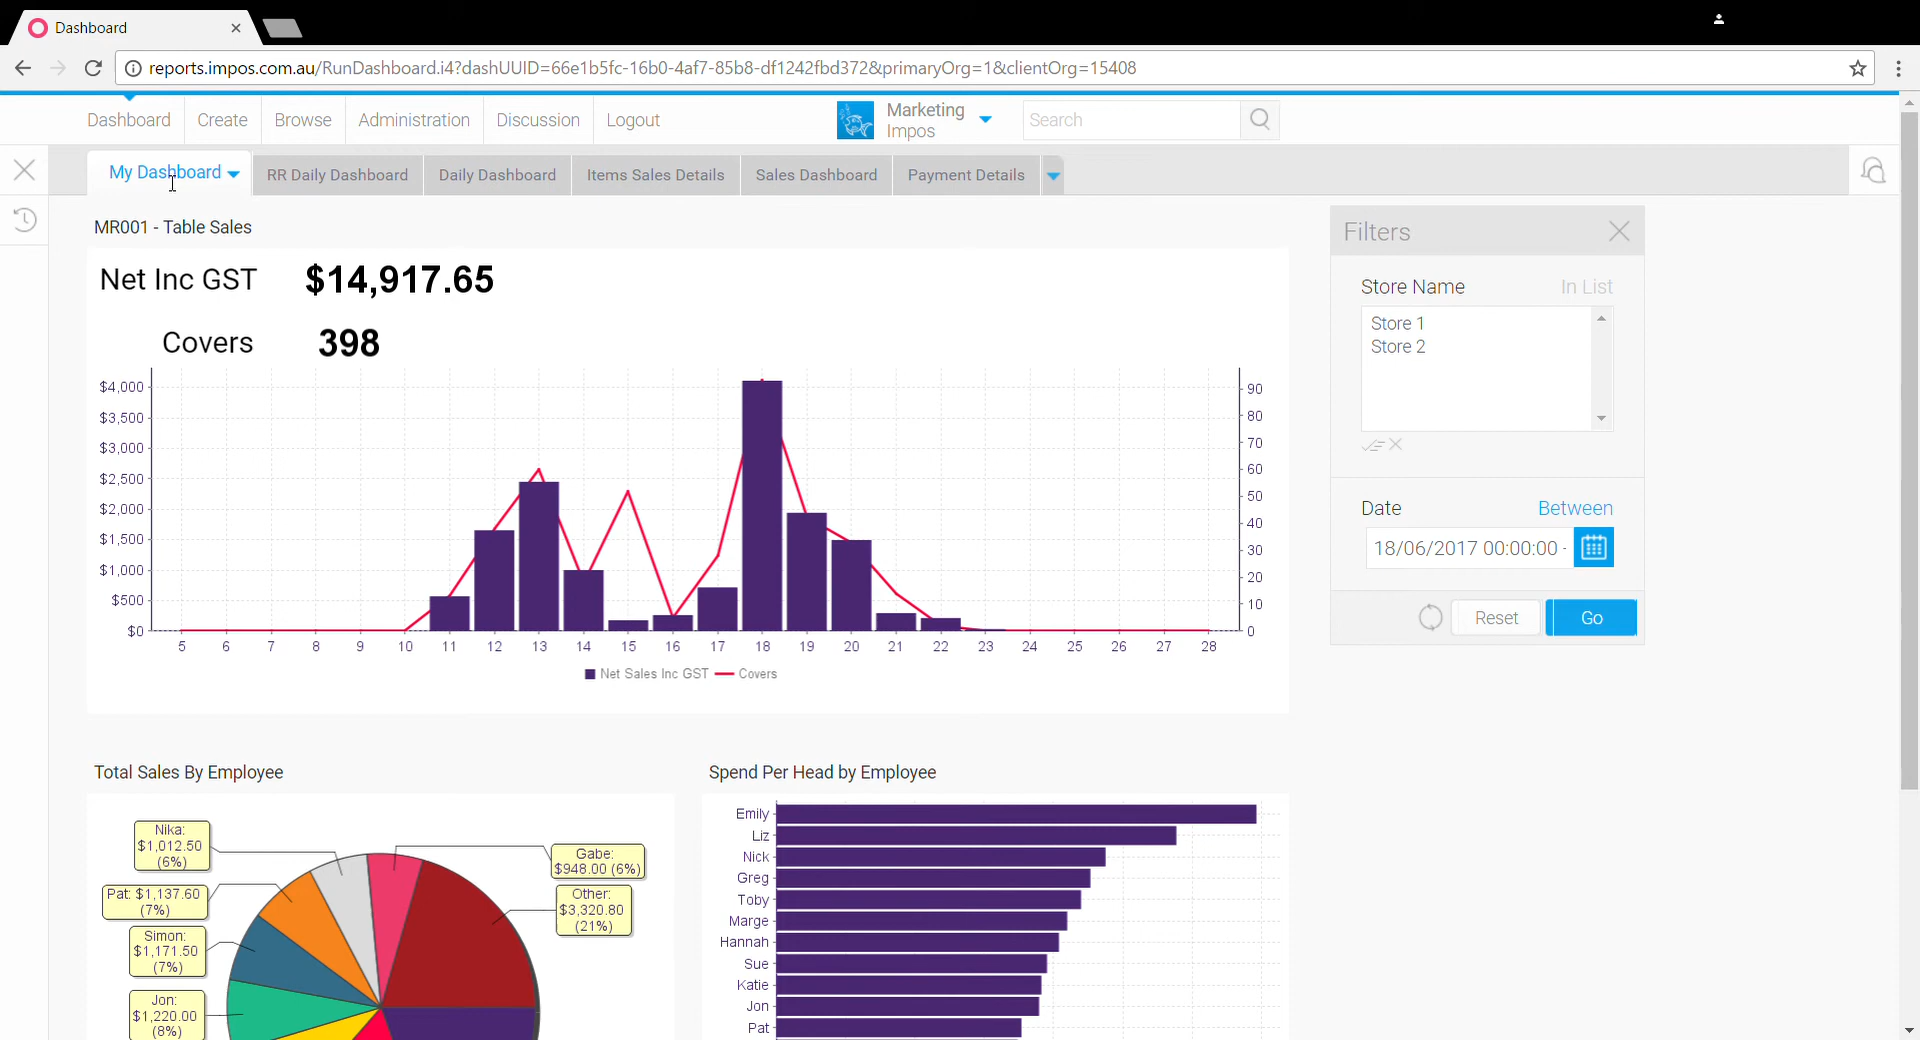 Dashboard
reports.impos.com.au/RunDashboard.i4?dashUUID=66e1b5fc-16b0-4af7-85b8-df1242fbd372&primaryOrg=1&clientOrg=15408
Dashboard Create Browse Administration Discussion Logout
Marketing
Impos
Search
My Dashboard RR Daily Dashboard Daily Dashboard Items Sales Details Sales Dashboard Payment Details
MR001 - Table Sales
Net Inc GST $14,917.65
Covers 398
$4,000
$3,500
$3,000
$2,500
$2,000
$1,500
$1,000
$500
$0
90
80
70
60
50
40
30
20
10
0
5 6 7 8 9 10 11 12 13 14 15 16 17 18 19 20 21 22 23 24 25 26 27 28
Net Sales Inc GST Covers
Filters
Store Name In List
Store 1
Store 2
Date Between
18/06/2017 00:00:00 -
Reset Go
Total Sales By Employee
Nika:
$1,012.50
(6%)
Pat: $1,137.60
(7%)
Simon:
$1,171.50
(7%)
Jon:
$1,220.00
(8%)
Gabe:
$948.00 (6%)
Other:
$3,320.80
(21%)
Spend Per Head by Employee
Emily
Liz
Nick
Greg
Toby
Marge
Hannah
Sue
Katie
Jon
Pat